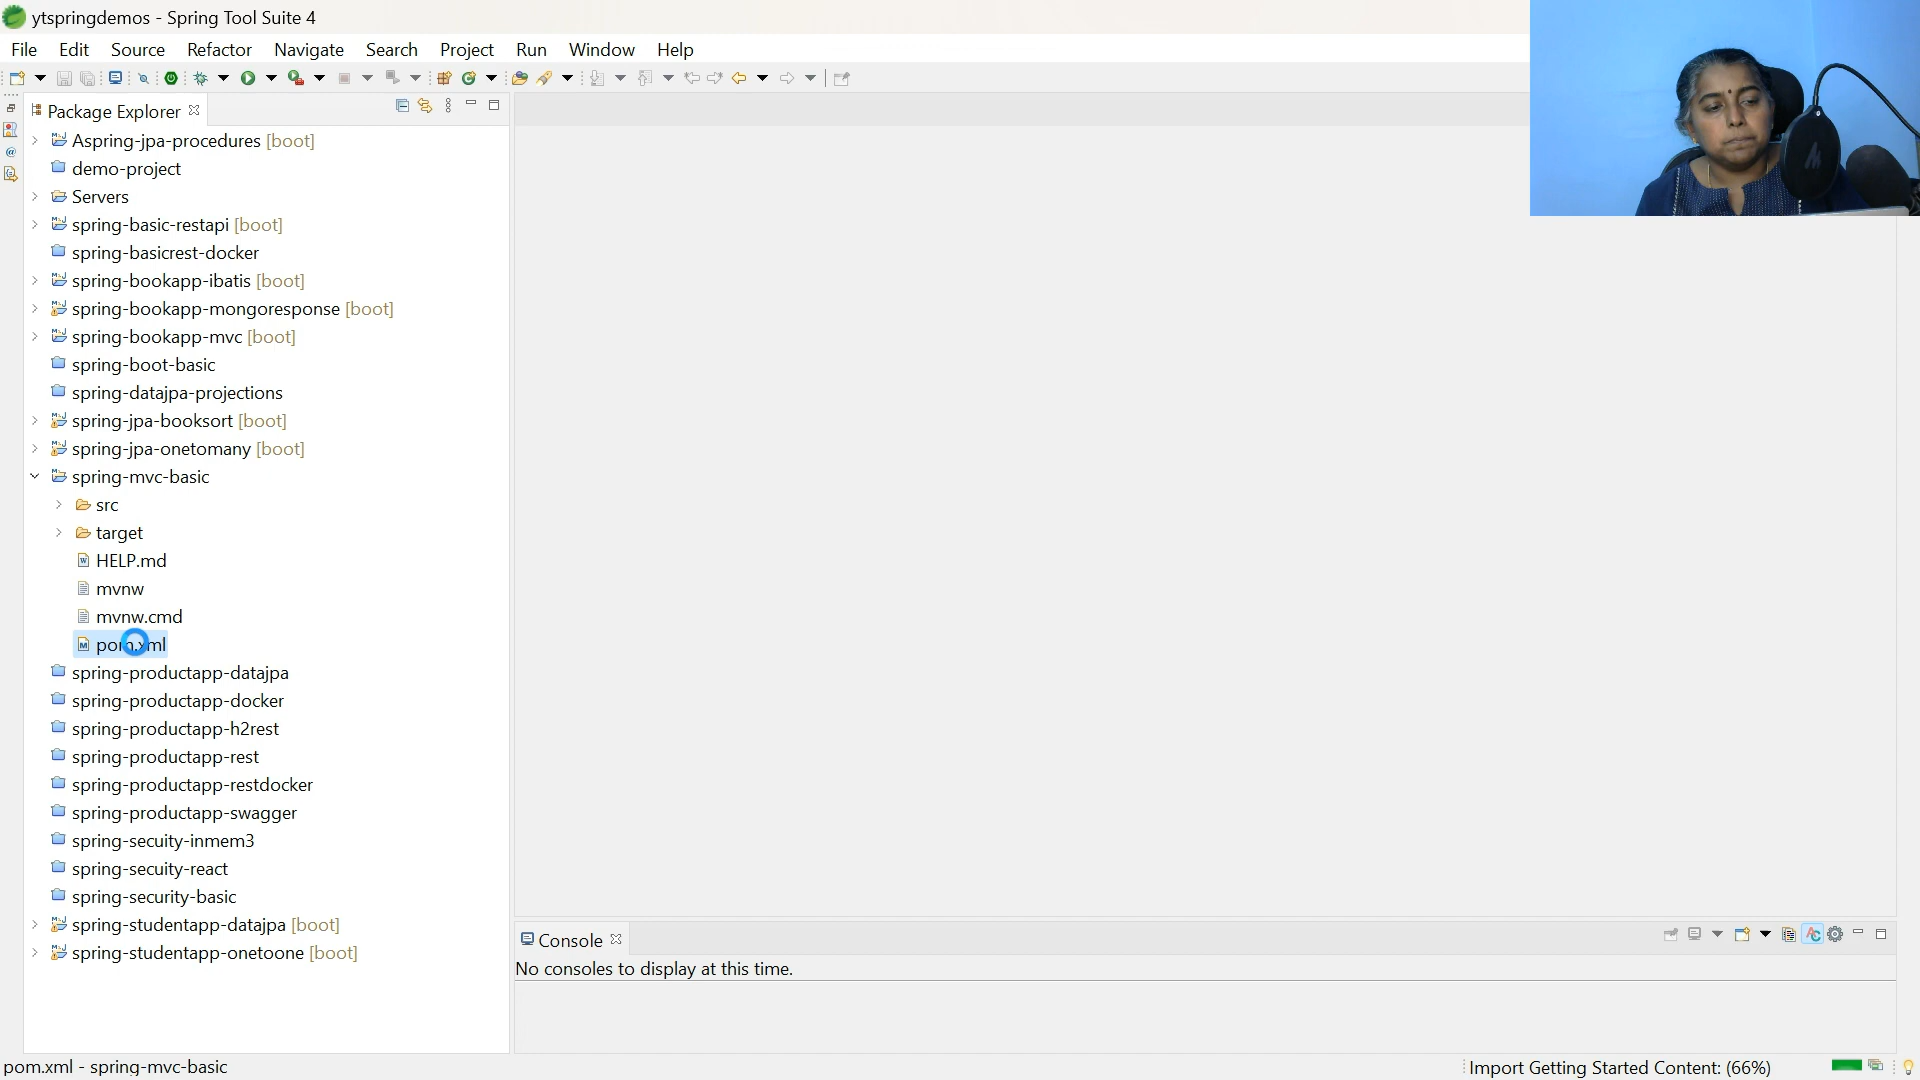 ytspringdemos - Spring Tool Suite 4
File Edit Source Refactor Navigate Search Project Run Window Help
Package Explorer
Aspring-jpa-procedures [boot]
demo-project
Servers
spring-basic-restapi [boot]
spring-basicrest-docker
spring-bookapp-ibatis [boot]
spring-bookapp-mongoresponse [boot]
spring-bookapp-mvc [boot]
spring-boot-basic
spring-datajpa-projections
spring-jpa-booksort [boot]
spring-jpa-onetomany [boot]
spring-mvc-basic
src
target
HELP.md
mvnw
mvnw.cmd
pom.xml
spring-productapp-datajpa
spring-productapp-docker
spring-productapp-h2rest
spring-productapp-rest
spring-productapp-restdocker
spring-productapp-swagger
spring-secuity-inmem3
spring-secuity-react
spring-security-basic
spring-studentapp-datajpa [boot]
spring-studentapp-onetoone [boot]
Console
No consoles to display at this time.
pom.xml - spring-mvc-basic
Import Getting Started Content: (66%)